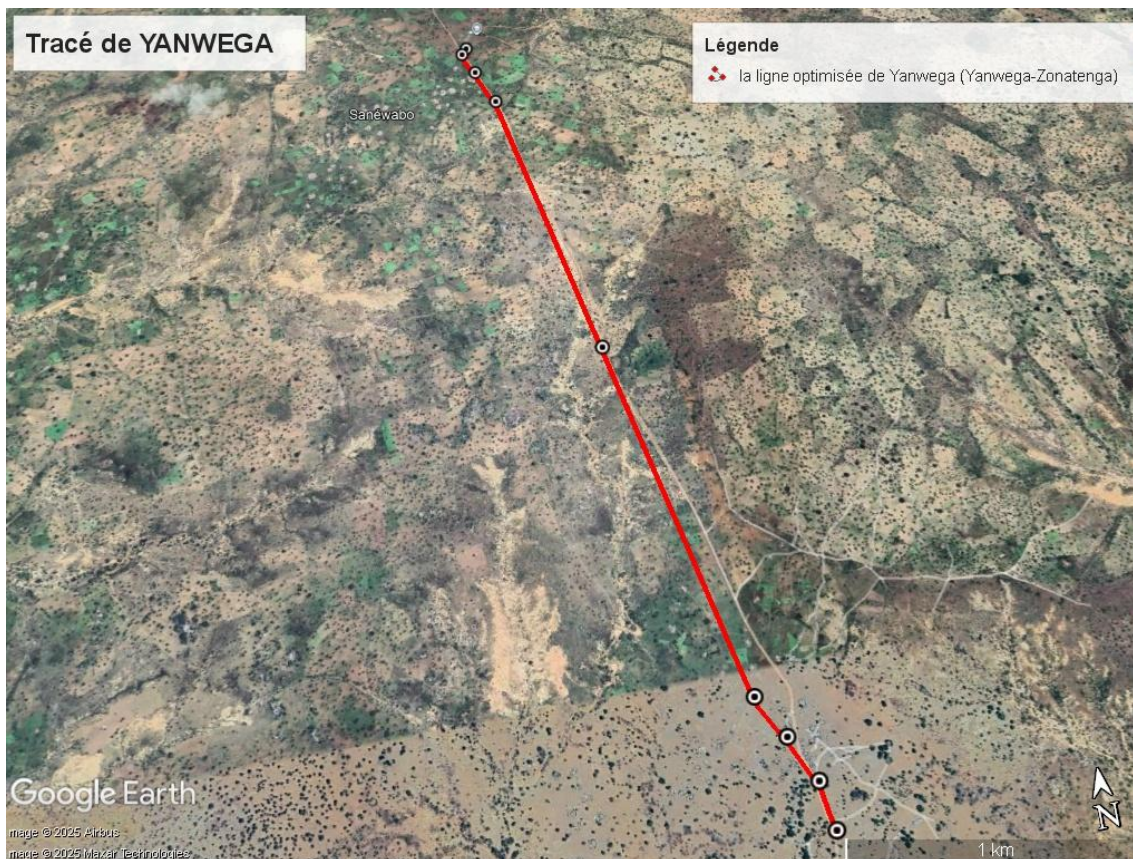 Tracé de YANWEGA
Légende
la ligne optimisée de Yanwega (Yanwega-Zonatenga)
Sanéwabo
Google Earth
mage © 2025 Airbus
mage © 2025 Maxar Technologies
N
1 km